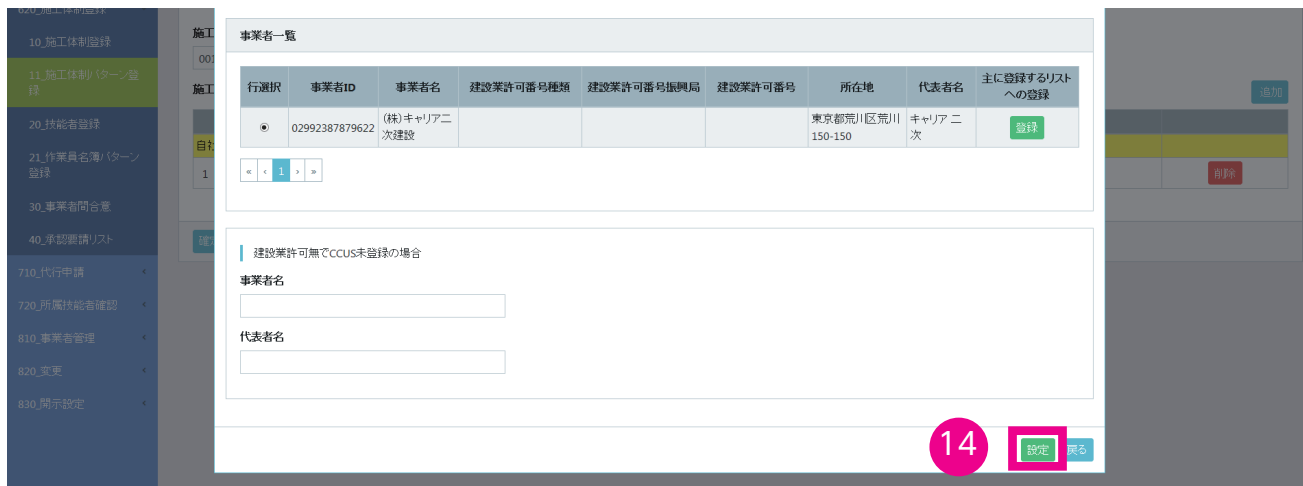 620_施工体制登録
10_施工体制登録
11_施工体制パターン登
録
20_技能者登録
21_作業員名簿パターン
登録
30_事業者間合意
40_承認要請リスト
710_代行申請
720_所属技能者確認
810_事業者管理
820_変更
830_開示設定
施工
001
施工
追加
自社
1
削除
事業者一覧
行選択 事業者ID 事業者名 建設業許可番号種類 建設業許可番号振興局 建設業許可番号 所在地 代表者名 主に登録するリスト
への登録
02992387879622 (株)キャリア二 東京都荒川区荒川 キャリア 二 登録
次建設 150-150 次
« ‹ 1 › »
建設業許可無でCCUS未登録の場合
事業者名
代表者名
14 設定 戻る